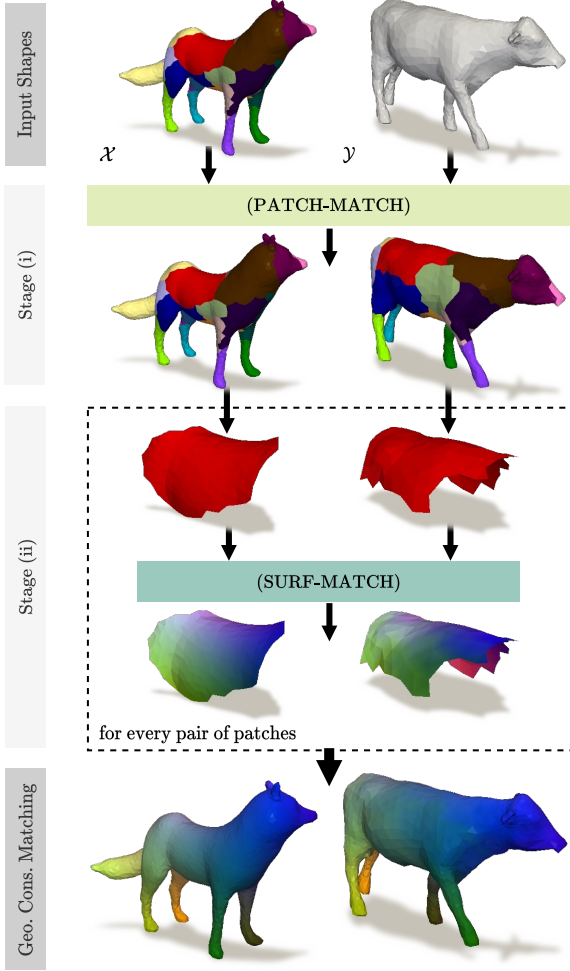 Input Shapes
𝒳
𝒴
(PATCH-MATCH)
Stage (i)
Stage (ii)
(SURF-MATCH)
for every pair of patches
Geo. Cons. Matching